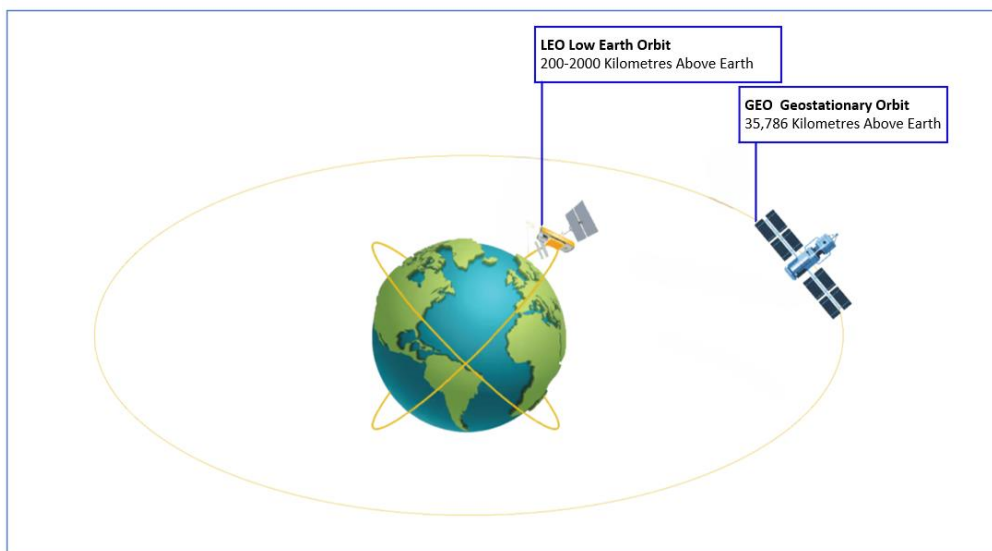 LEO Low Earth Orbit
200-2000 Kilometres Above Earth
GEO Geostationary Orbit
35,786 Kilometres Above Earth